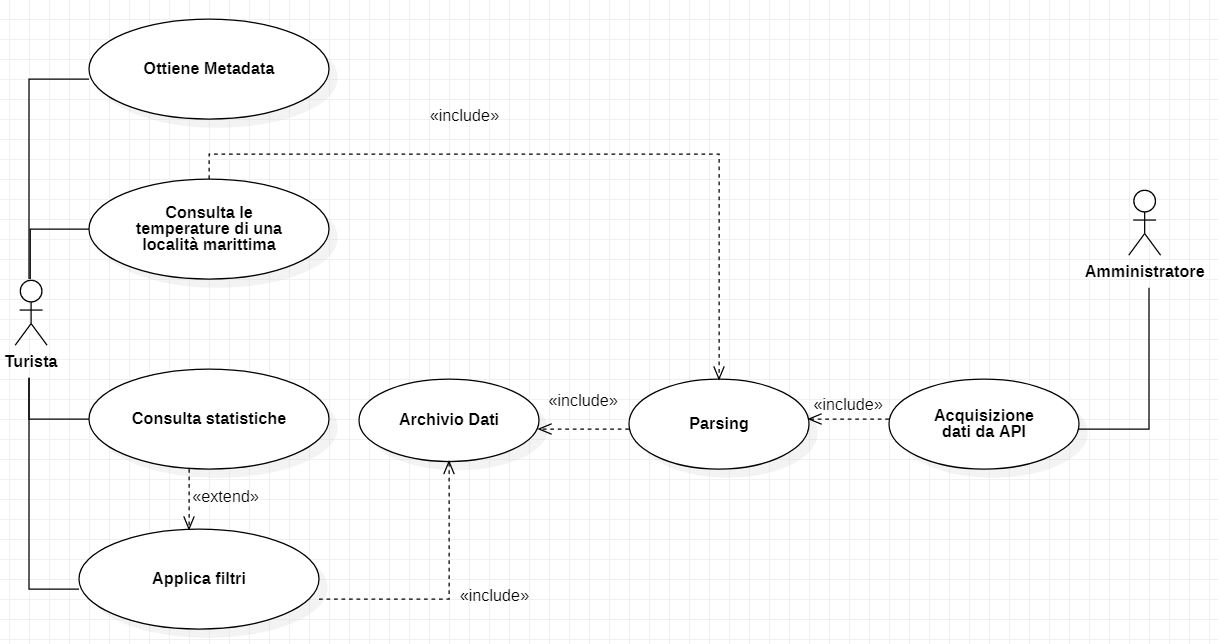 Ottiene Metadata
«include»
Consulta le
temperature di una
località marittima
Amministratore
Turista
Consulta statistiche
Archivio Dati
«include»
Parsing
«include»
Acquisizione
dati da API
«extend»
Applica filtri
«include»